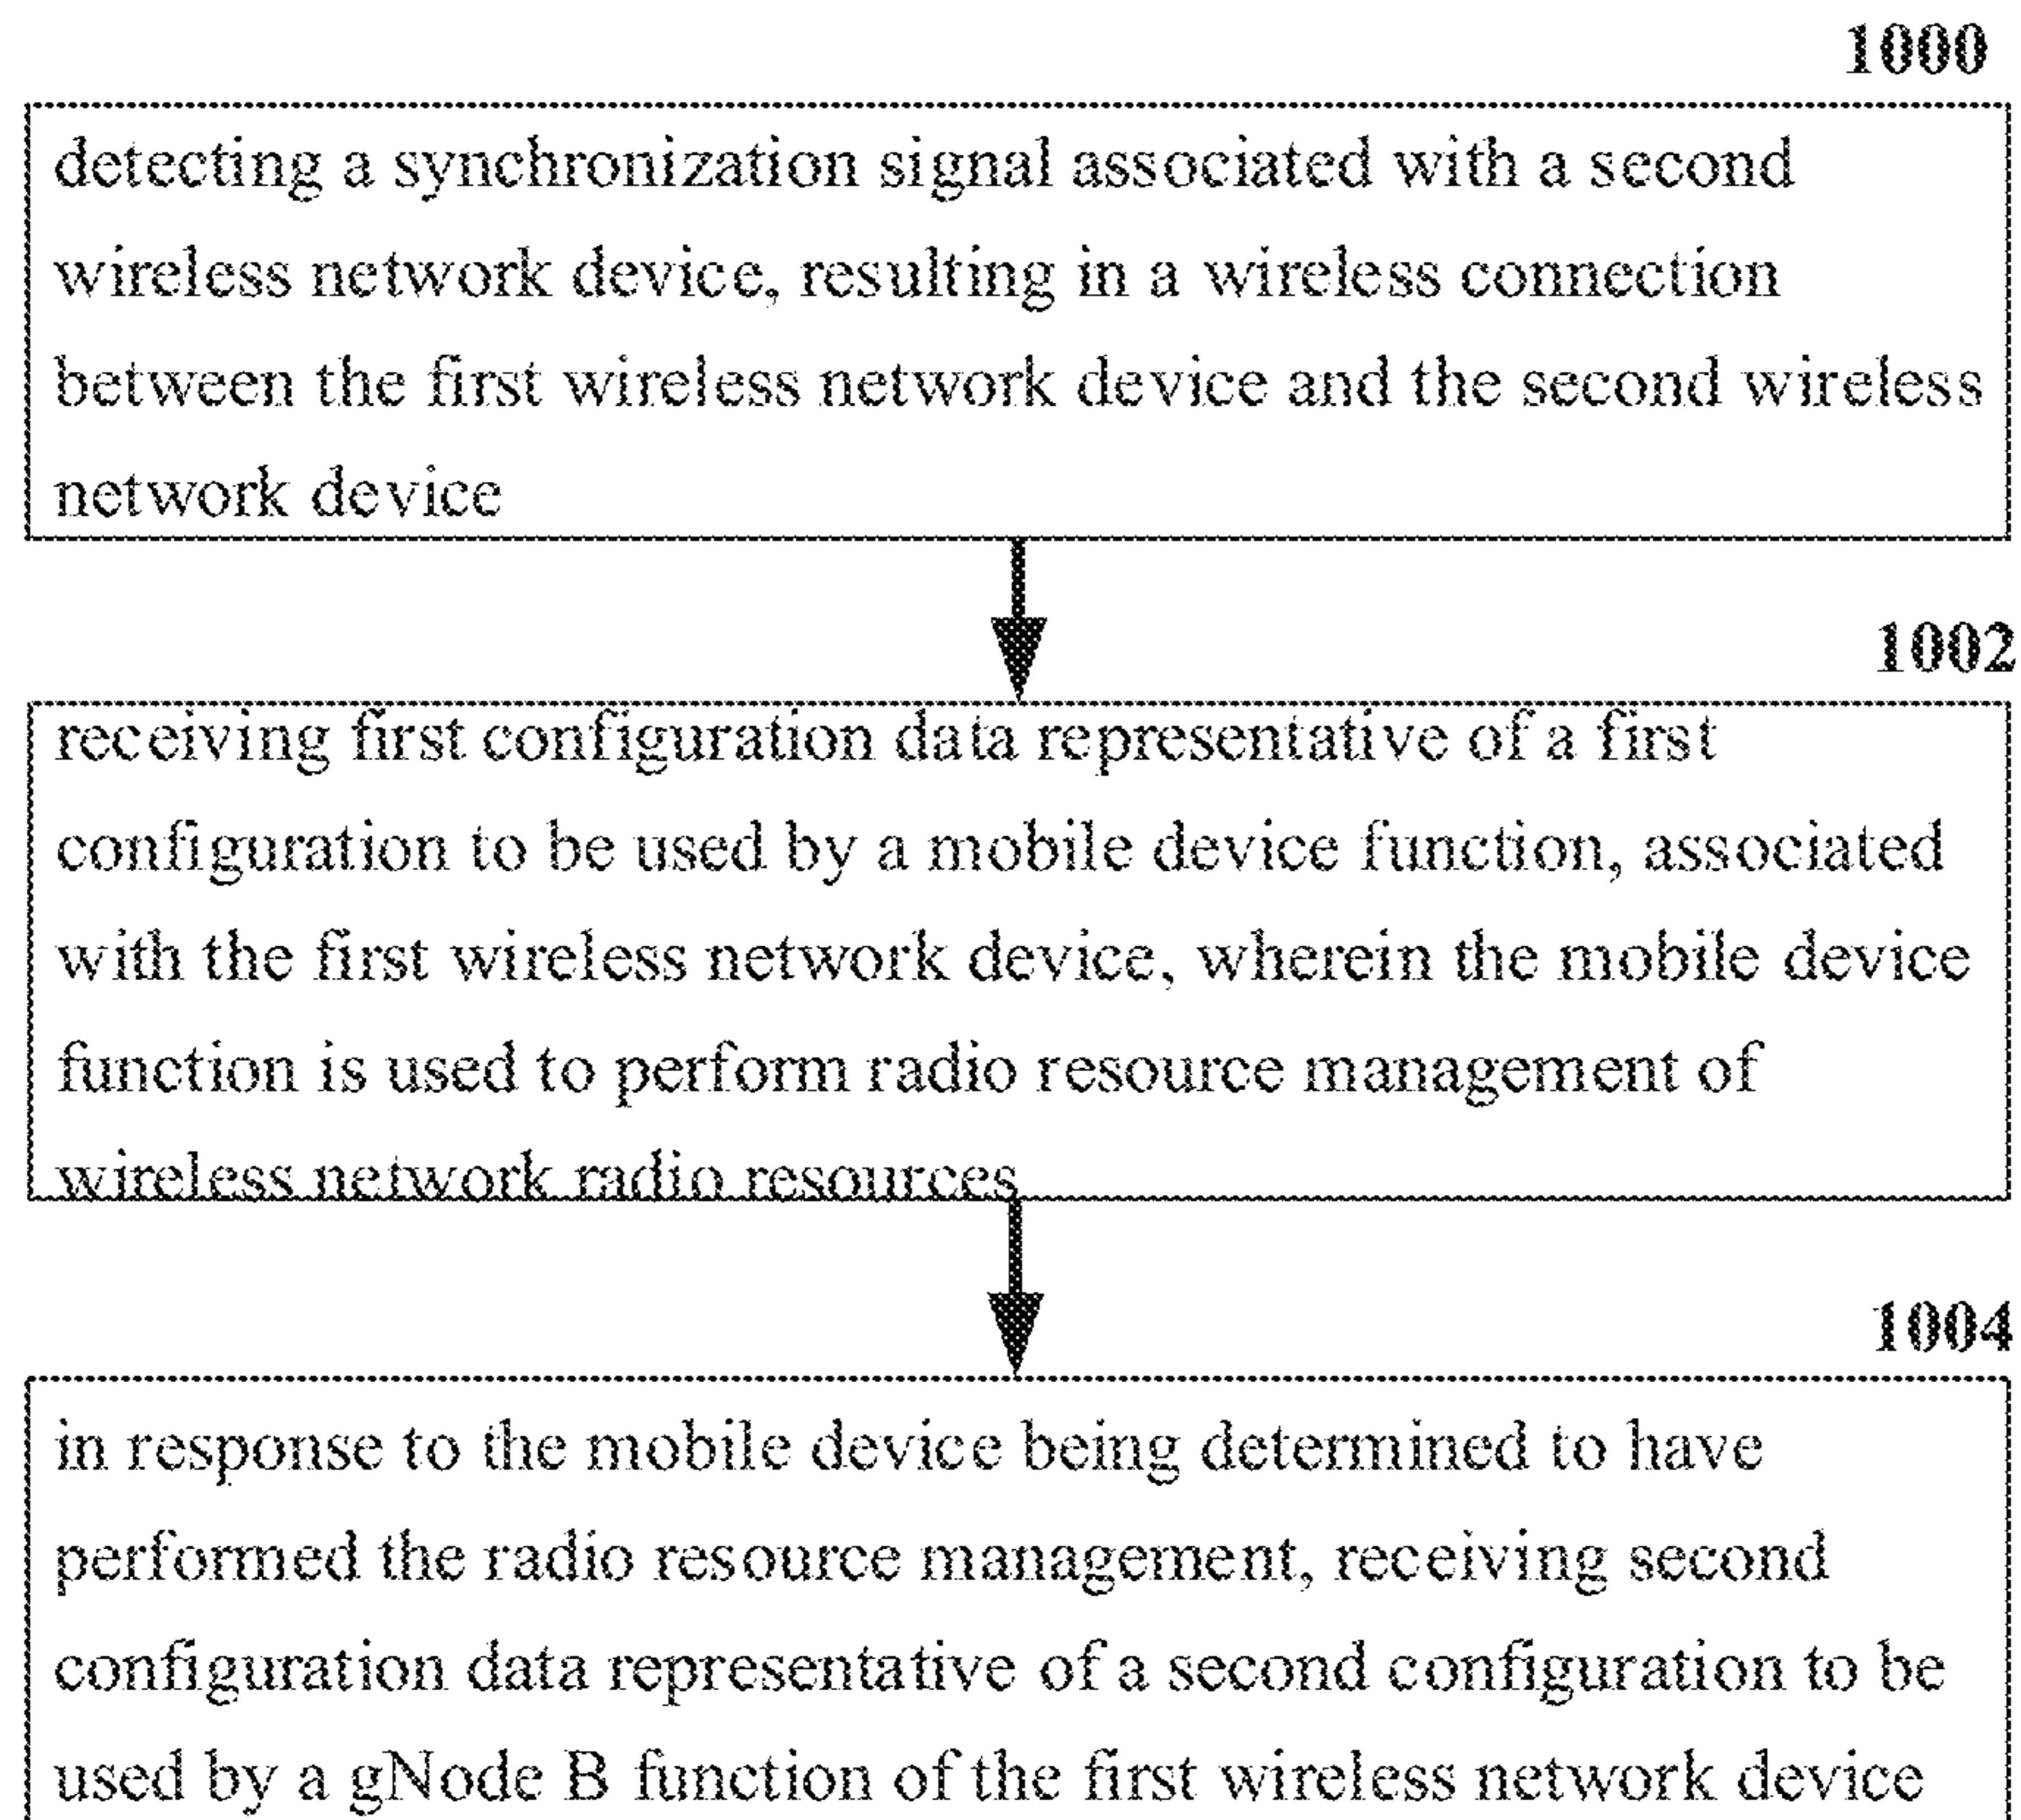 1000
detecting a synchronization signal associated with a second
wireless network device, resulting in a wireless connection
between the first wireless network device and the second wireless
network device
1002
receiving first configuration data representative of a first
configuration to be used by a mobile device function, associated
with the first wireless network device, wherein the mobile device
function is used to perform radio resource management of
wireless network radio resources
1004
in response to the mobile device being determined to have
performed the radio resource management, receiving second
configuration data representative of a second configuration to be
used by a gNode B function of the first wireless network device